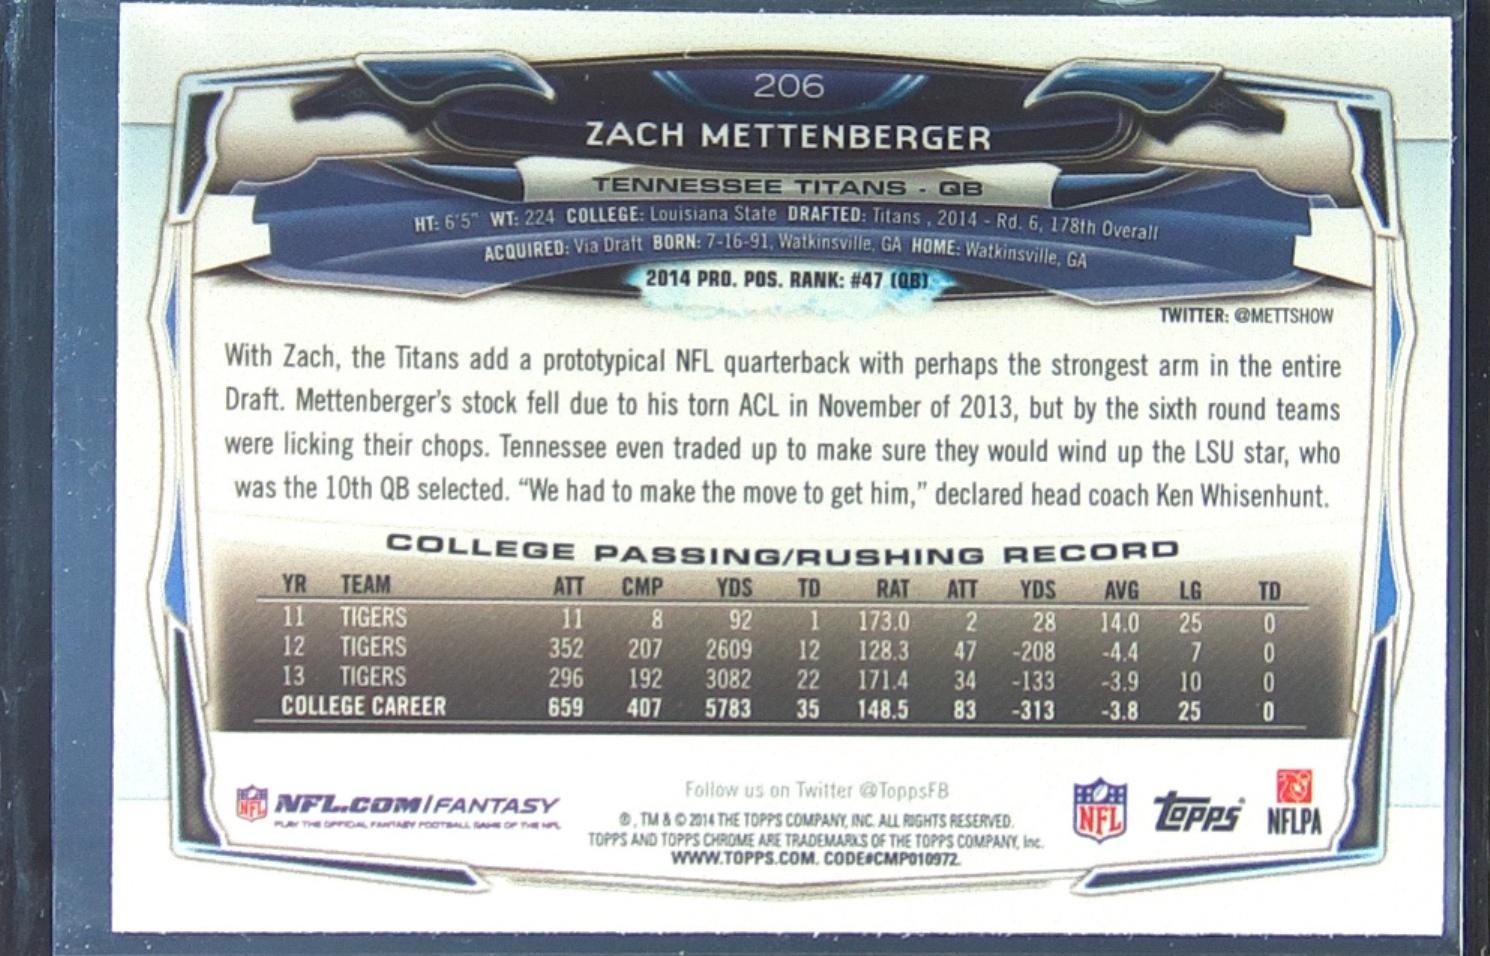 206
ZACH METTENBERGER
TENNESSEE TITANS - QB
HT: 6'5" WT: 224 COLLEGE: Louisiana State DRAFTED: Titans , 2014 - Rd. 6, 178th Overall
ACQUIRED: Via Draft BORN: 7-16-91, Watkinsville, GA HOME: Watkinsville, GA
2014 PRO. POS. RANK: #47 (QB)
TWITTER: @METTSHOW
With Zach, the Titans add a prototypical NFL quarterback with perhaps the strongest arm in the entire
Draft. Mettenberger's stock fell due to his torn ACL in November of 2013, but by the sixth round teams
were licking their chops. Tennessee even traded up to make sure they would wind up the LSU star, who
was the 10th QB selected. “We had to make the move to get him,” declared head coach Ken Whisenhunt.
COLLEGE PASSING/RUSHING RECORD
YR TEAM ATT CMP YDS TD RAT ATT YDS AVG LG TD
11 TIGERS 11 8 92 1 173.0 2 28 14.0 25 0
12 TIGERS 352 207 2609 12 128.3 47 -208 -4.4 7 0
13 TIGERS 296 192 3082 22 171.4 34 -133 -3.9 10 0
COLLEGE CAREER 659 407 5783 35 148.5 83 -313 -3.8 25 0
NFL NFL.COM/FANTASY
PLAY THE OFFICIAL FANTASY FOOTBALL GAME OF THE NFL
Follow us on Twitter @ToppsFB
®, TM & © 2014 THE TOPPS COMPANY, INC. ALL RIGHTS RESERVED.
TOPPS AND TOPPS CHROME ARE TRADEMARKS OF THE TOPPS COMPANY, Inc.
WWW.TOPPS.COM. CODE#CMP010972.
NFL
Topps®
NFLPA